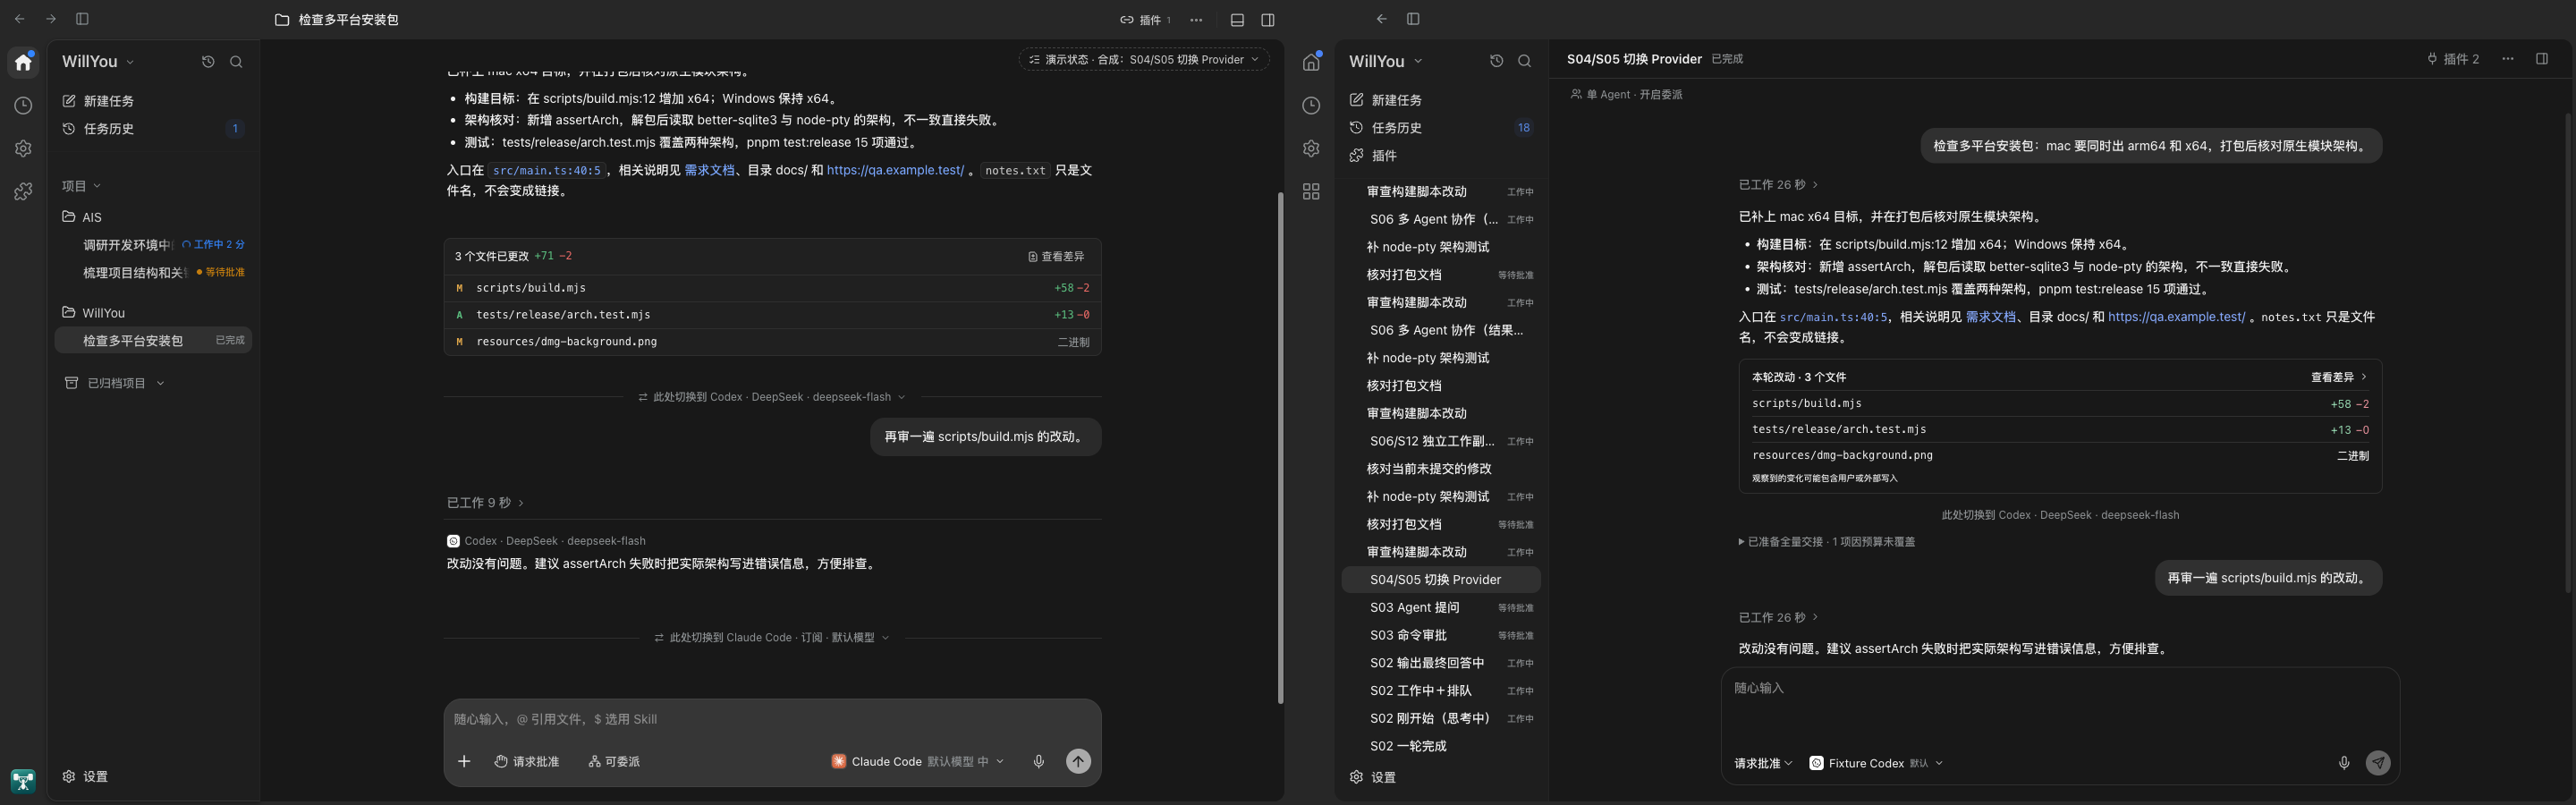 检查多平台安装包
插件 1
WillYou
新建任务
任务历史 1
项目
AIS
调研开发环境中 工作中 2 分
梳理项目结构和关 等待批准
WillYou
检查多平台安装包 已完成
已归档项目
设置
演示状态 · 合成：S04/S05 切换 Provider
已补上 mac x64 目标，并在打包后核对原生模块架构。
• 构建目标：在 scripts/build.mjs:12 增加 x64；Windows 保持 x64。
• 架构核对：新增 assertArch，解包后读取 better-sqlite3 与 node-pty 的架构，不一致直接失败。
• 测试：tests/release/arch.test.mjs 覆盖两种架构，pnpm test:release 15 项通过。
入口在 src/main.ts:40:5，相关说明见 需求文档、目录 docs/ 和 https://qa.example.test/ 。notes.txt 只是文
件名，不会变成链接。
3 个文件已更改 +71 −2 查看差异
M scripts/build.mjs +58 −2
A tests/release/arch.test.mjs +13 −0
M resources/dmg-background.png 二进制
此处切换到 Codex · DeepSeek · deepseek-flash
再审一遍 scripts/build.mjs 的改动。
已工作 9 秒
Codex · DeepSeek · deepseek-flash
改动没有问题。建议 assertArch 失败时把实际架构写进错误信息，方便排查。
此处切换到 Claude Code · 订阅 · 默认模型
随心输入，@ 引用文件，$ 选用 Skill
请求批准 可委派 Claude Code 默认模型 中
WillYou
新建任务
任务历史 18
插件
审查构建脚本改动 工作中
S06 多 Agent 协作（... 工作中
补 node-pty 架构测试
核对打包文档 等待批准
审查构建脚本改动 工作中
S06 多 Agent 协作（结果...
补 node-pty 架构测试
核对打包文档
审查构建脚本改动
S06/S12 独立工作副... 工作中
核对当前未提交的修改
补 node-pty 架构测试 工作中
核对打包文档 等待批准
审查构建脚本改动 工作中
S04/S05 切换 Provider
S03 Agent 提问 等待批准
S03 命令审批 等待批准
S02 输出最终回答中 工作中
S02 工作中＋排队 工作中
S02 刚开始（思考中） 工作中
S02 一轮完成
设置
S04/S05 切换 Provider 已完成
插件 2
单 Agent · 开启委派
检查多平台安装包：mac 要同时出 arm64 和 x64，打包后核对原生模块架构。
已工作 26 秒
已补上 mac x64 目标，并在打包后核对原生模块架构。
• 构建目标：在 scripts/build.mjs:12 增加 x64；Windows 保持 x64。
• 架构核对：新增 assertArch，解包后读取 better-sqlite3 与 node-pty 的架构，不一致直接失败。
• 测试：tests/release/arch.test.mjs 覆盖两种架构，pnpm test:release 15 项通过。
入口在 src/main.ts:40:5，相关说明见 需求文档、目录 docs/ 和 https://qa.example.test/ 。notes.txt 只是文件
名，不会变成链接。
本轮改动 · 3 个文件 查看差异
scripts/build.mjs +58 −2
tests/release/arch.test.mjs +13 −0
resources/dmg-background.png 二进制
观察到的变化可能包含用户或外部写入
此处切换到 Codex · DeepSeek · deepseek-flash
已准备全量交接 · 1 项因预算未覆盖
再审一遍 scripts/build.mjs 的改动。
已工作 26 秒
改动没有问题。建议 assertArch 失败时把实际架构写进错误信息，方便排查。
随心输入
请求批准 Fixture Codex 默认